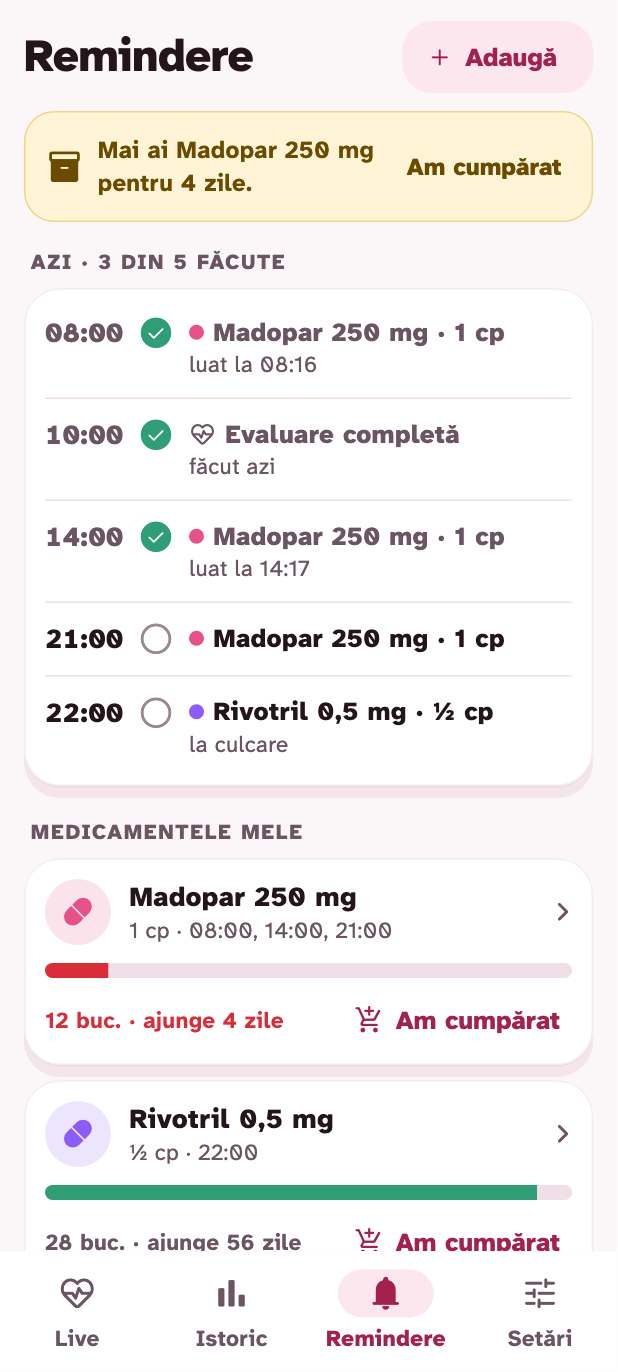 Remindere
+ Adaugă
Mai ai Madopar 250 mg
pentru 4 zile.
Am cumpărat
AZI · 3 DIN 5 FĂCUTE
08:00 Madopar 250 mg · 1 cp
luat la 08:16
10:00 Evaluare completă
făcut azi
14:00 Madopar 250 mg · 1 cp
luat la 14:17
21:00 Madopar 250 mg · 1 cp
22:00 Rivotril 0,5 mg · ½ cp
la culcare
MEDICAMENTELE MELE
Madopar 250 mg
1 cp · 08:00, 14:00, 21:00
12 buc. · ajunge 4 zile
Am cumpărat
Rivotril 0,5 mg
½ cp · 22:00
28 buc. · ajunge 56 zile
Am cumpărat
Live
Istoric
Remindere
Setări